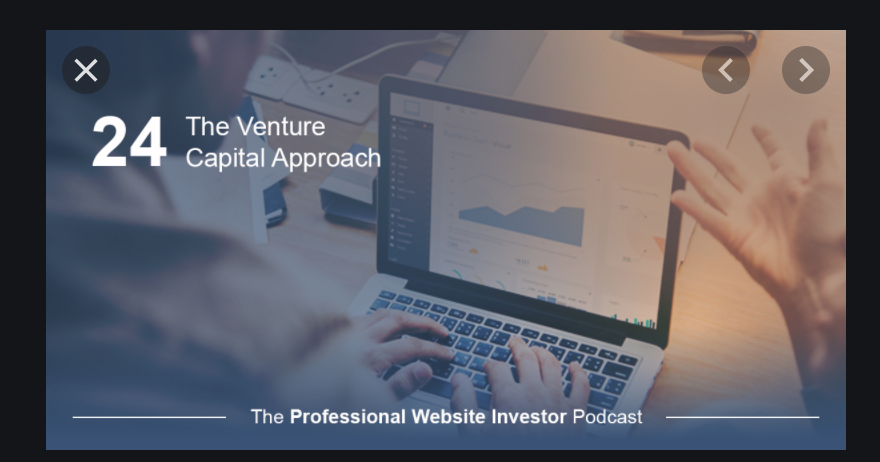 24 The Venture
Capital Approach
The Professional Website Investor Podcast